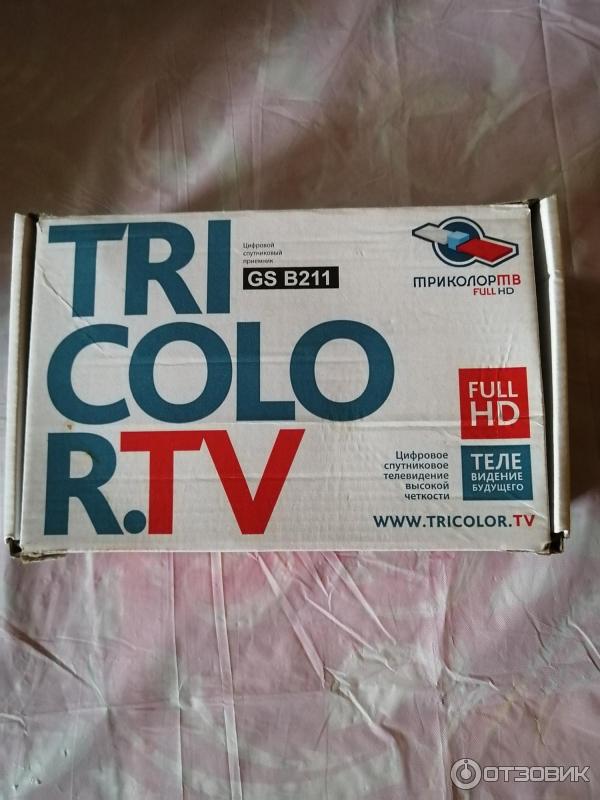 TRI
COLO
R.TV
Цифровой
спутниковый
приемник
GS B211
ТРИКОЛОРТВ
FULL HD
FULL
HD
Цифровое
спутниковое
телевидение
высокой
четкости
ТЕЛЕ
ВИДЕНИЕ
БУДУЩЕГО
WWW.TRICOLOR.TV
ОТЗОВИК